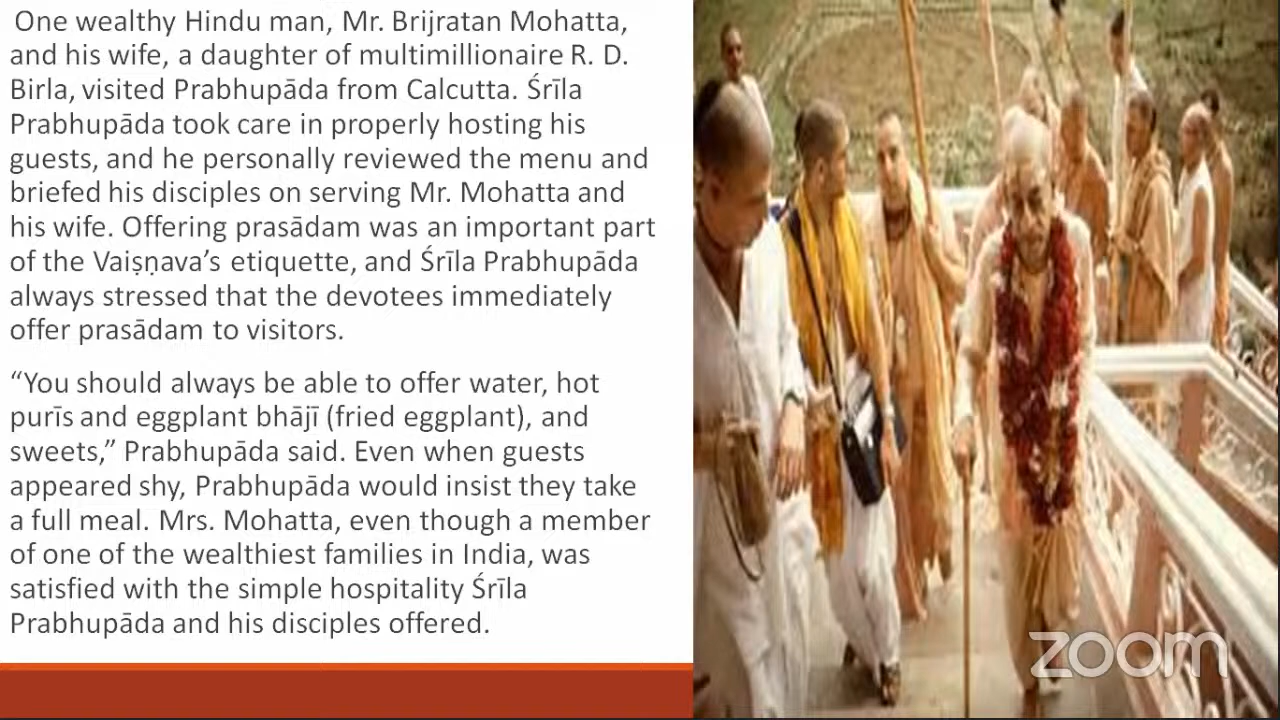 One wealthy Hindu man, Mr. Brijratan Mohatta,
and his wife, a daughter of multimillionaire R. D.
Birla, visited Prabhupāda from Calcutta. Śrīla
Prabhupāda took care in properly hosting his
guests, and he personally reviewed the menu and
briefed his disciples on serving Mr. Mohatta and
his wife. Offering prasādam was an important part
of the Vaiṣṇava’s etiquette, and Śrīla Prabhupāda
always stressed that the devotees immediately
offer prasādam to visitors.
“You should always be able to offer water, hot
purīs and eggplant bhājī (fried eggplant), and
sweets,” Prabhupāda said. Even when guests
appeared shy, Prabhupāda would insist they take
a full meal. Mrs. Mohatta, even though a member
of one of the wealthiest families in India, was
satisfied with the simple hospitality Śrīla
Prabhupāda and his disciples offered.
zoom